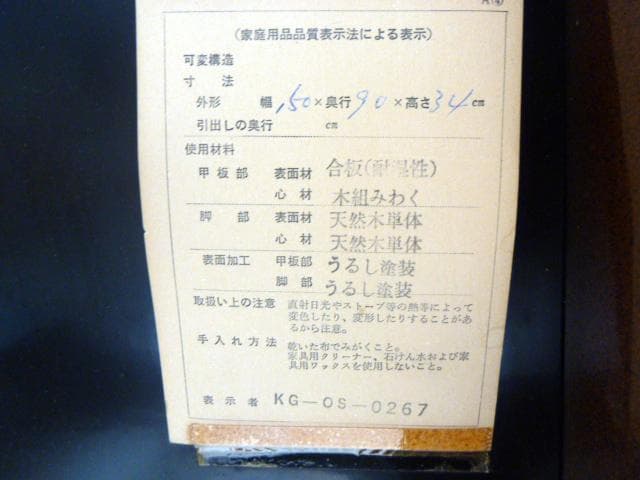 (家庭用品品質表示法による表示)
可変構造
寸法
外形 幅 150 × 奥行 90 × 高さ 34 cm
引出しの奥行 cm
使用材料
甲板部 表面材 合板(耐湿性)
心材 木組みわく
脚部 表面材 天然木単体
心材 天然木単体
表面加工 甲板部 うるし塗装
脚部 うるし塗装
取扱い上の注意 直射日光やストーブ等の熱等によって
変色したり、変形したりすることがあ
るから注意。
手入れ方法 乾いた布でみがくこと。
家具用クリーナー、石けん水および家
具用ワックスを使用しないこと。
表示者 KG-OS-0267